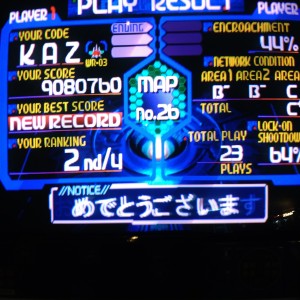 PLAYER 1
PLAY RESULT
PLAYER
YOUR CODE
KAZ
WR-03
ENDING
ENCROACHMENT
44%
YOUR SCORE
9080760
NETWORK CONDITION
AREA1 AREA2 AREA
B- B- C
YOUR BEST SCORE
NEW RECORD
MAP
no.26
TOTAL
C
YOUR RANKING
2nd/4
TOTAL PLAY
23
PLAYS
LOCK-ON
SHOOTDOWN
64%
//NOTICE//
めでとうございます